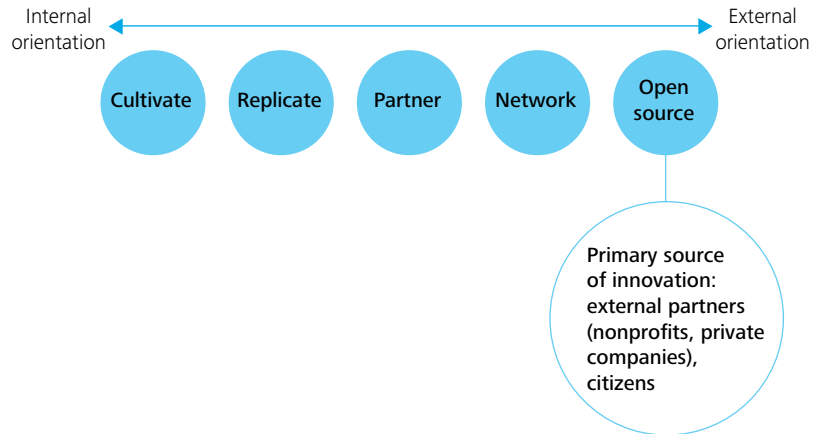 Internal
orientation
External
orientation
Cultivate
Replicate
Partner
Network
Open
source
Primary source
of innovation:
external partners
(nonprofits, private
companies),
citizens